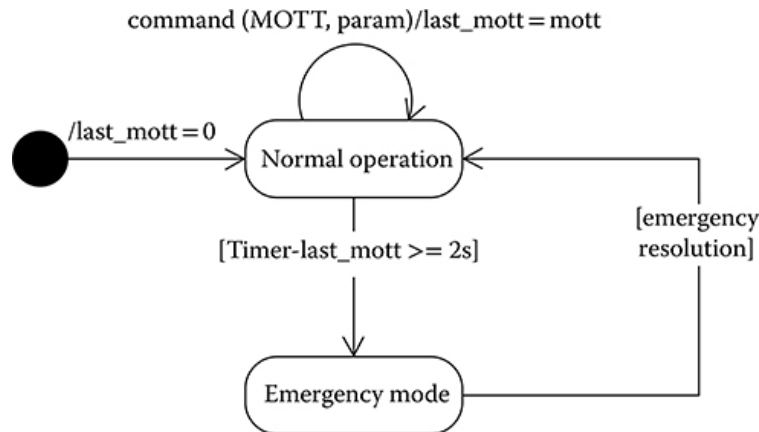 command (MOTT, param)/last_mott = mott
/last_mott = 0
Normal operation
[Timer-last_mott >= 2s]
[emergency
resolution]
Emergency mode